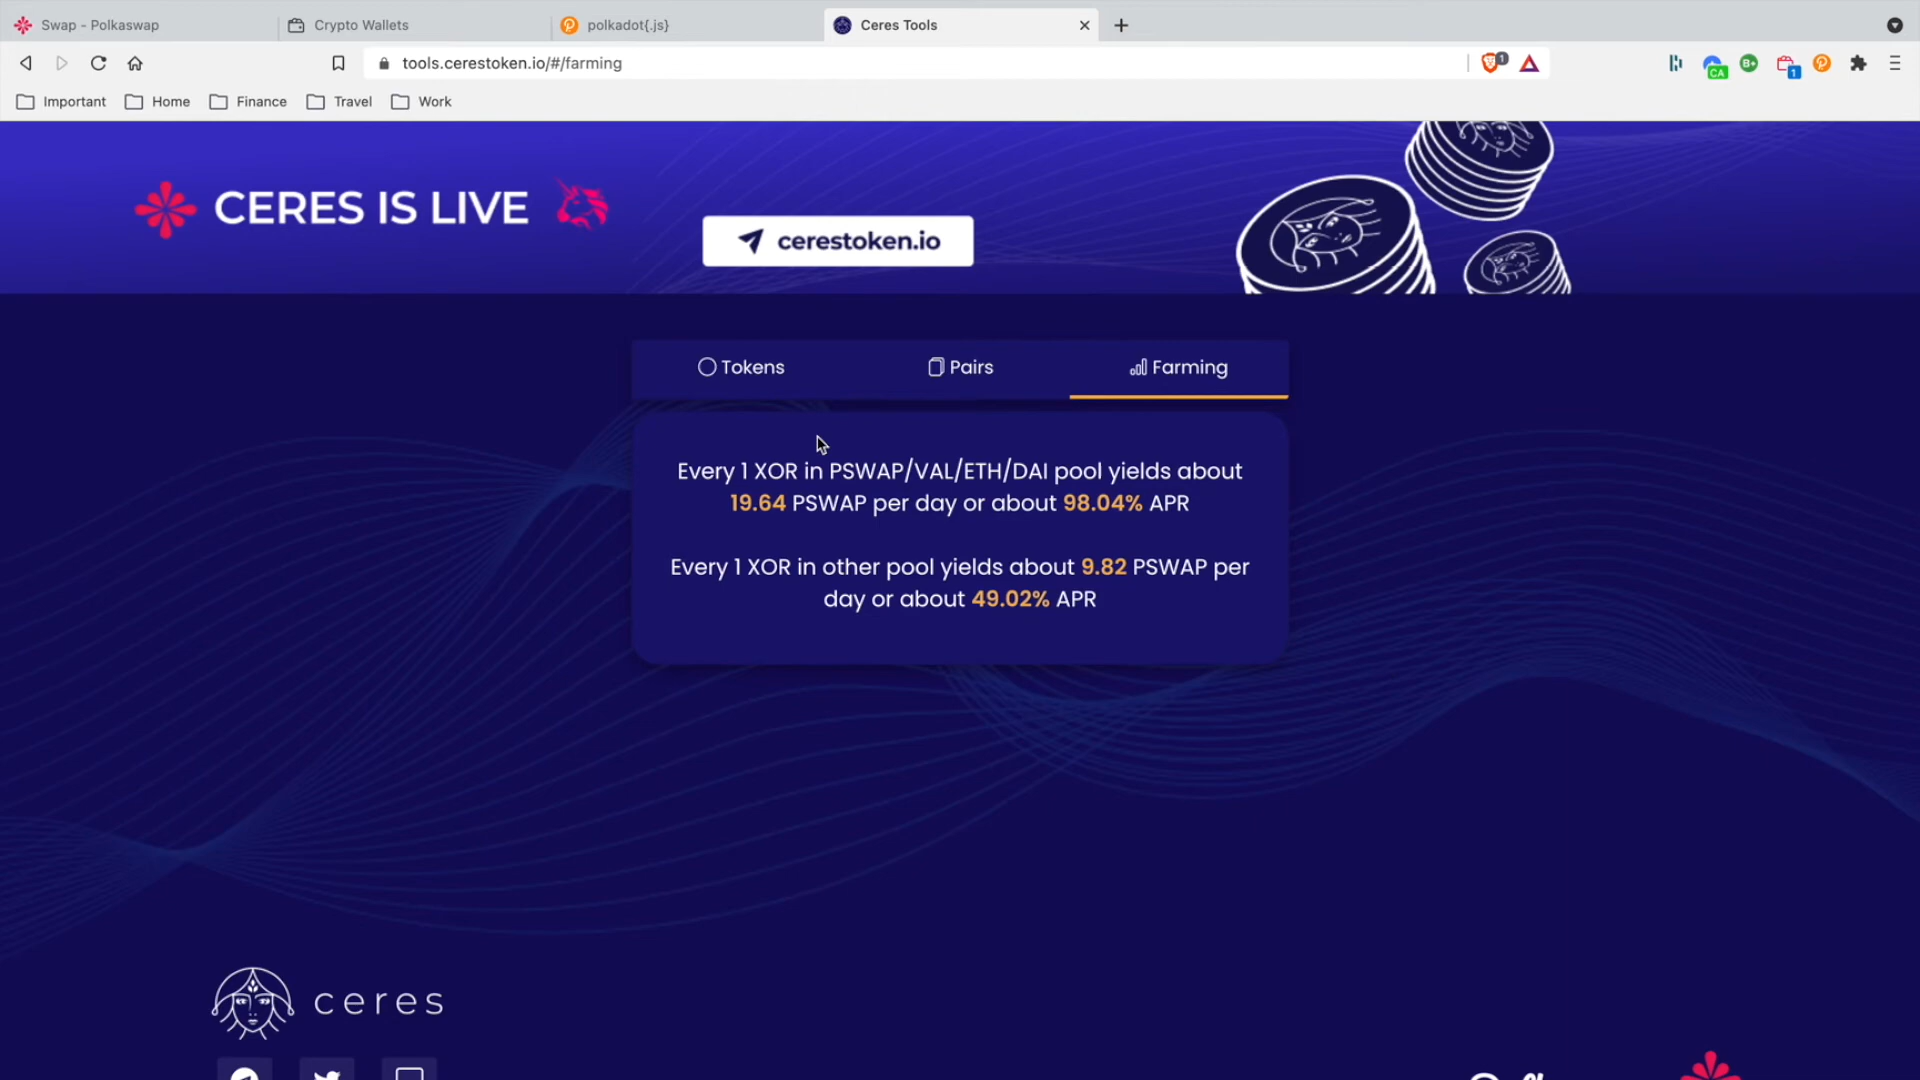 Swap - Polkaswap
Crypto Wallets
polkadot{.js}
Ceres Tools
tools.cerestoken.io/#/farming
1
CA
B+
1
Important
Home
Finance
Travel
Work
CERES IS LIVE
cerestoken.io
Tokens
Pairs
Farming
Every 1 XOR in PSWAP/VAL/ETH/DAI pool yields about
19.64 PSWAP per day or about 98.04% APR
Every 1 XOR in other pool yields about 9.82 PSWAP per
day or about 49.02% APR
ceres